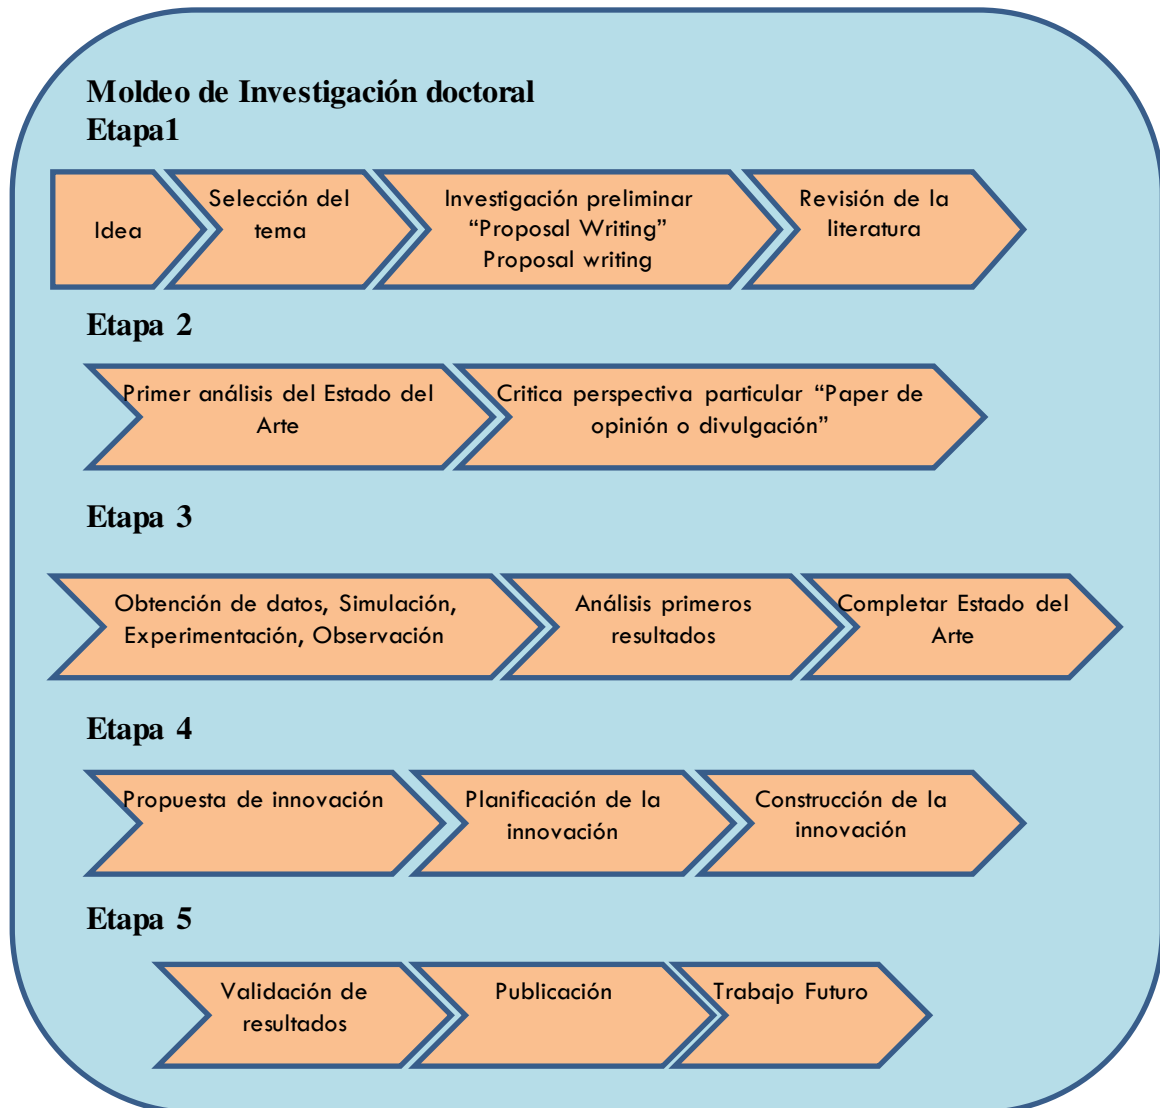 Moldeo de Investigación doctoral
Etapa1
Idea
Selección del
tema
Investigación preliminar
“Proposal Writing”
Proposal writing
Revisión de la
literatura
Etapa 2
Primer análisis del Estado del
Arte
Critica perspectiva particular “Paper de
opinión o divulgación”
Etapa 3
Obtención de datos, Simulación,
Experimentación, Observación
Análisis primeros
resultados
Completar Estado del
Arte
Etapa 4
Propuesta de innovación
Planificación de la
innovación
Construcción de la
innovación
Etapa 5
Validación de
resultados
Publicación
Trabajo Futuro